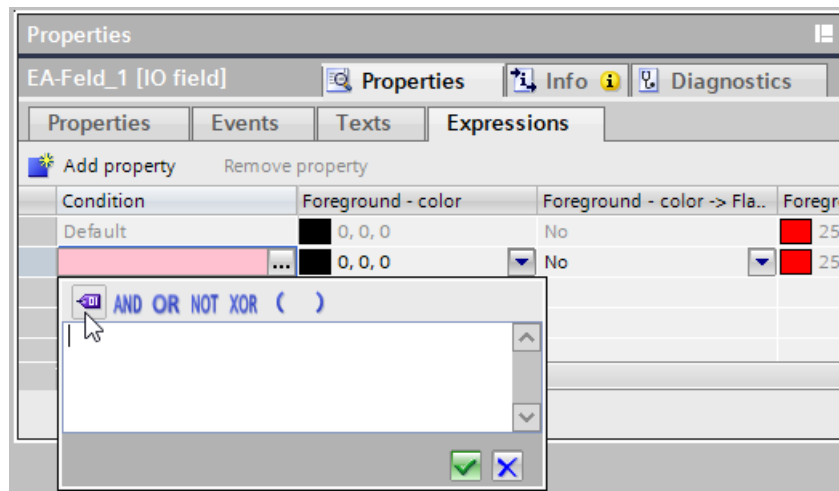 Properties
EA-Feld_1 [IO field] Properties Info Diagnostics
Properties Events Texts Expressions
Add property Remove property
Condition Foreground - color Foreground - color -> Fla.. Foregr
Default 0, 0, 0 No 25
... 0, 0, 0 No 25
AND OR NOT XOR ( )